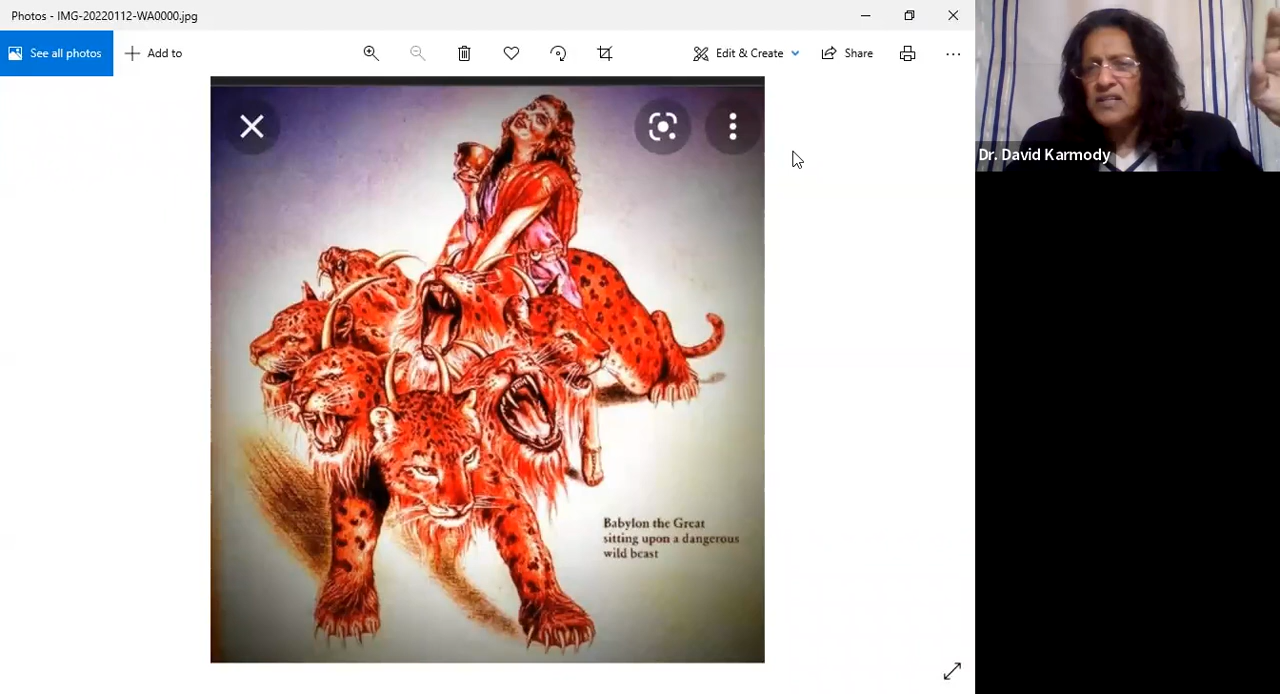 Photos - IMG-20220112-WA0000.jpg
See all photos
Add to
Edit & Create
Share
Dr. David Karmody
Babylon the Great
sitting upon a dangerous
wild beast